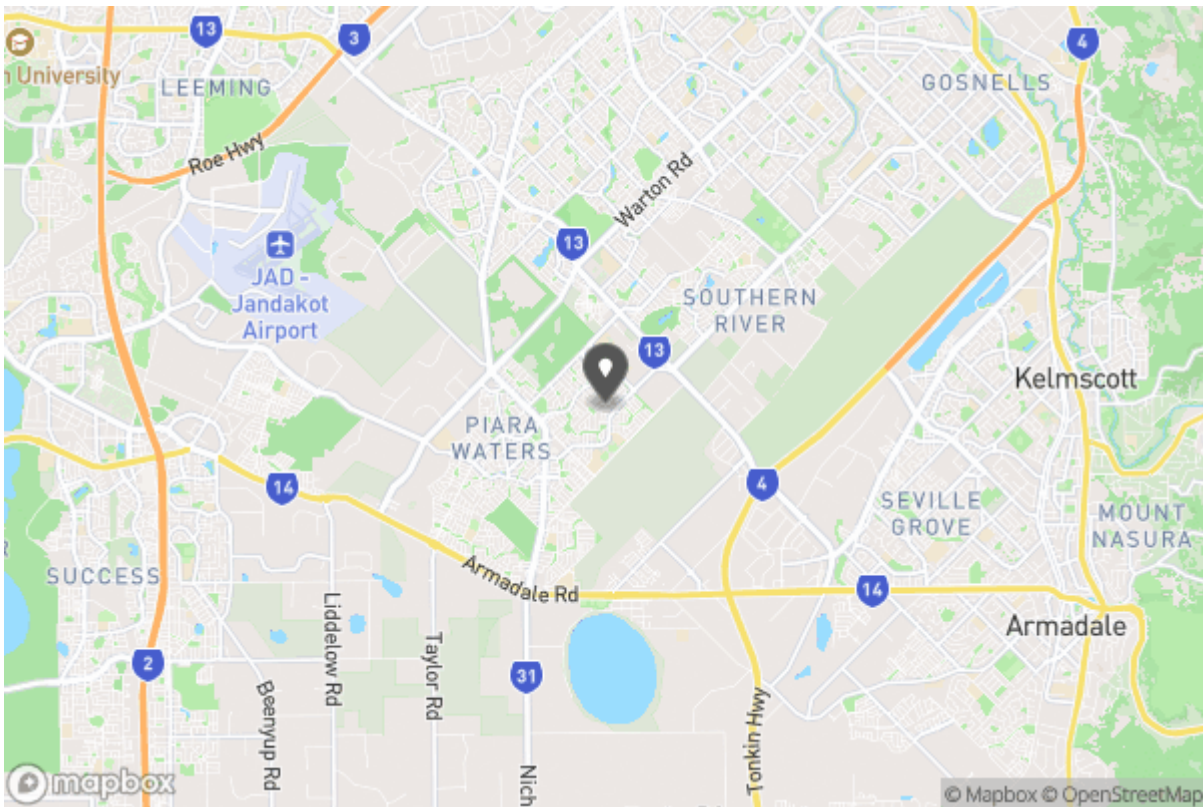 13
3
4
n University
LEEMING
GOSNELLS
Roe Hwy
Warton Rd
13
JAD -
Jandakot
Airport
SOUTHERN
RIVER
13
Kelmscott
PIARA
WATERS
14
4
SEVILLE
GROVE
MOUNT
NASURA
R
SUCCESS
Armadale Rd
14
Liddelow Rd
Taylor Rd
Armadale
2
31
Beenyup Rd
Tonkin Hwy
Nich
mapbox
© Mapbox © OpenStreetMap